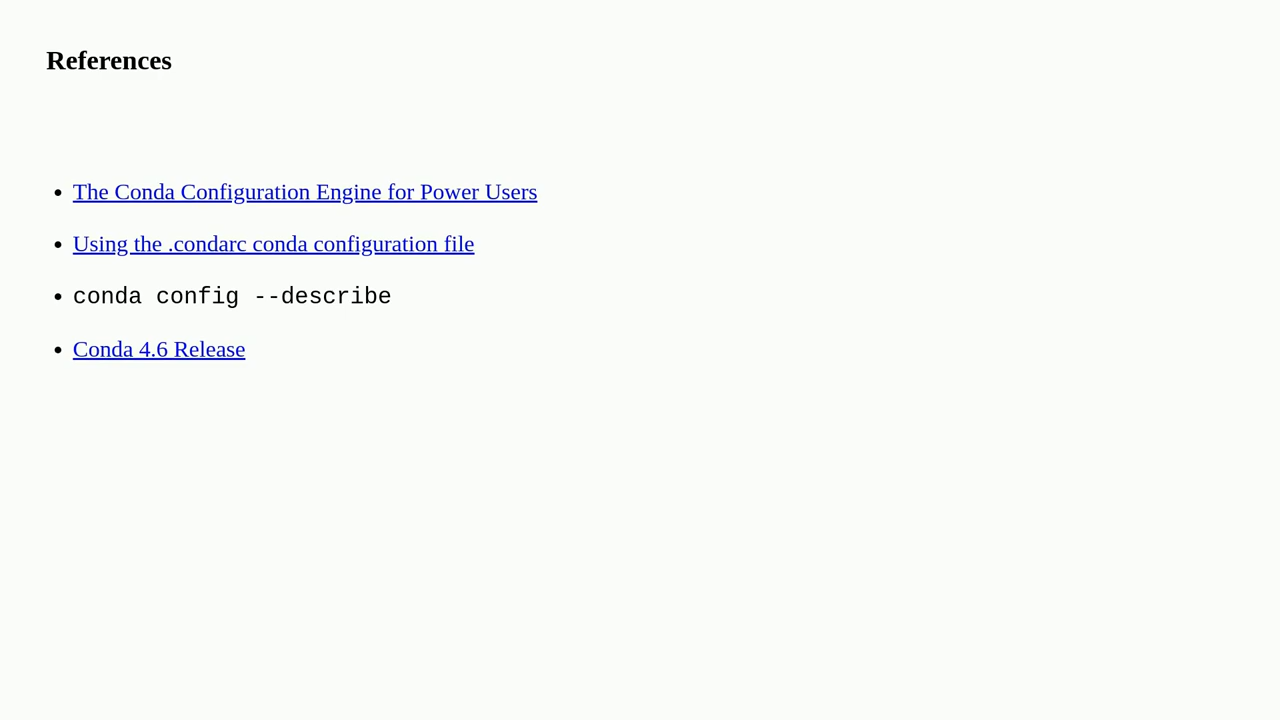 References
• The Conda Configuration Engine for Power Users
• Using the .condarc conda configuration file
• conda config --describe
• Conda 4.6 Release